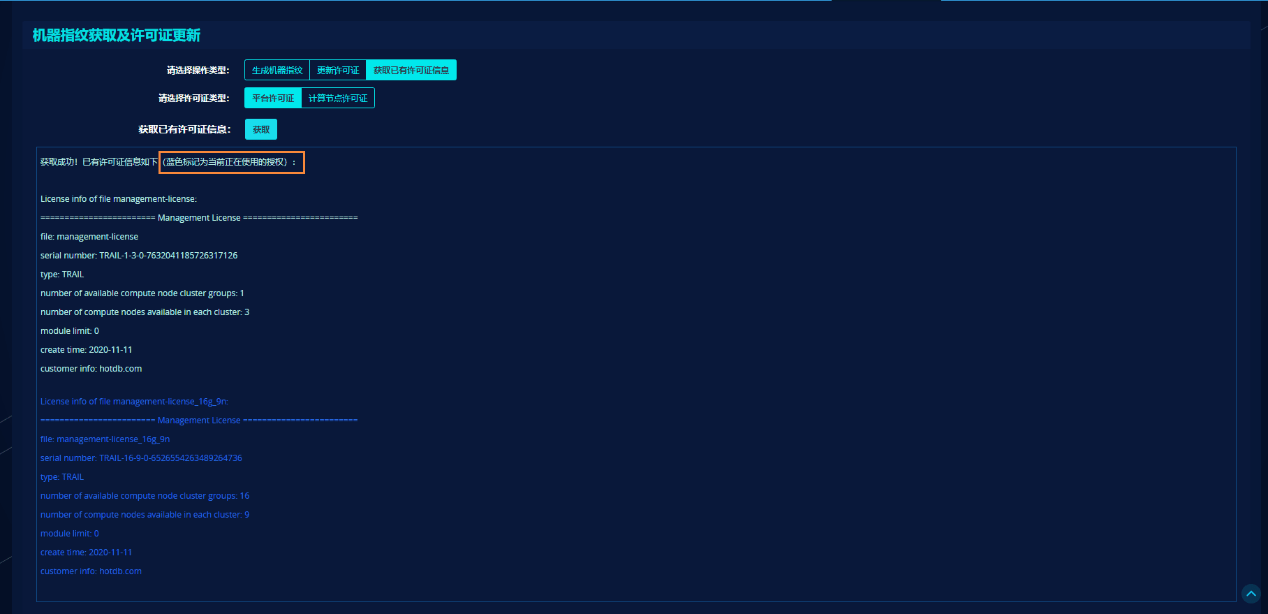 机器指纹获取及许可证更新
请选择操作类型: 生成机器指纹 更新许可证 获取已有许可证信息
请选择许可证类型: 平台许可证 计算节点许可证
获取已有许可证信息: 获取
获取成功！已有许可证信息如下（蓝色标记为当前正在使用的授权）：
License info of file management-license:
======================== Management License ========================
file: management-license
serial number: TRAIL-1-3-0-7632041185726317126
type: TRAIL
number of available compute node cluster groups: 1
number of compute nodes available in each cluster: 3
module limit: 0
create time: 2020-11-11
customer info: hotdb.com
License info of file management-license_16g_9n:
======================== Management License ========================
file: management-license_16g_9n
serial number: TRAIL-16-9-0-6526554263489264736
type: TRAIL
number of available compute node cluster groups: 16
number of compute nodes available in each cluster: 9
module limit: 0
create time: 2020-11-11
customer info: hotdb.com